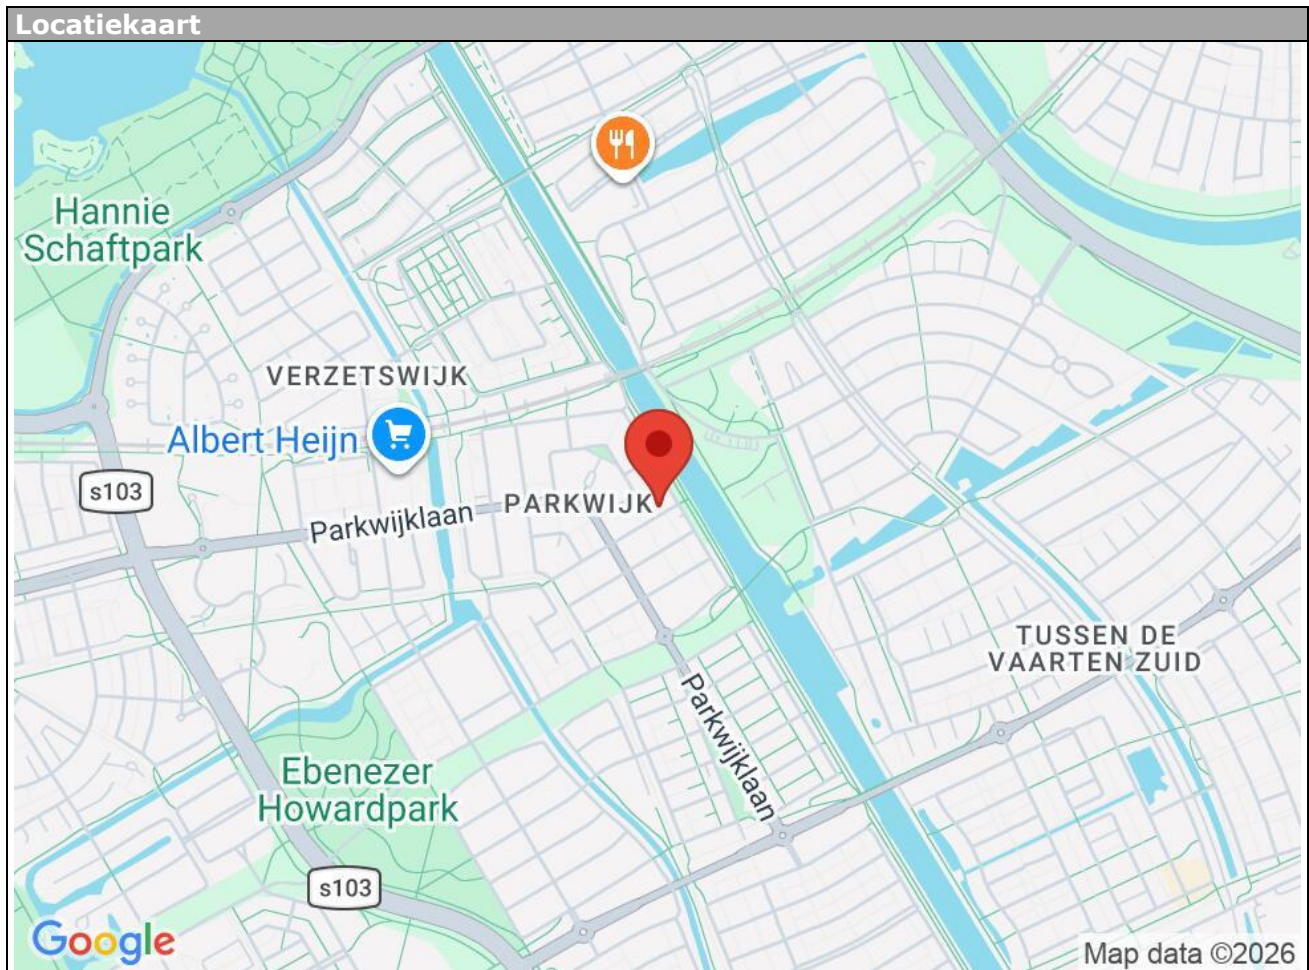 Locatiekaart
Hannie
Schaftpark
VERZETSWIJK
Albert Heijn
s103
PARKWIJK
Parkwijklaan
TUSSEN DE
VAARTEN ZUID
Parkwijklaan
Ebenezer
Howardpark
s103
Google
Map data ©2026